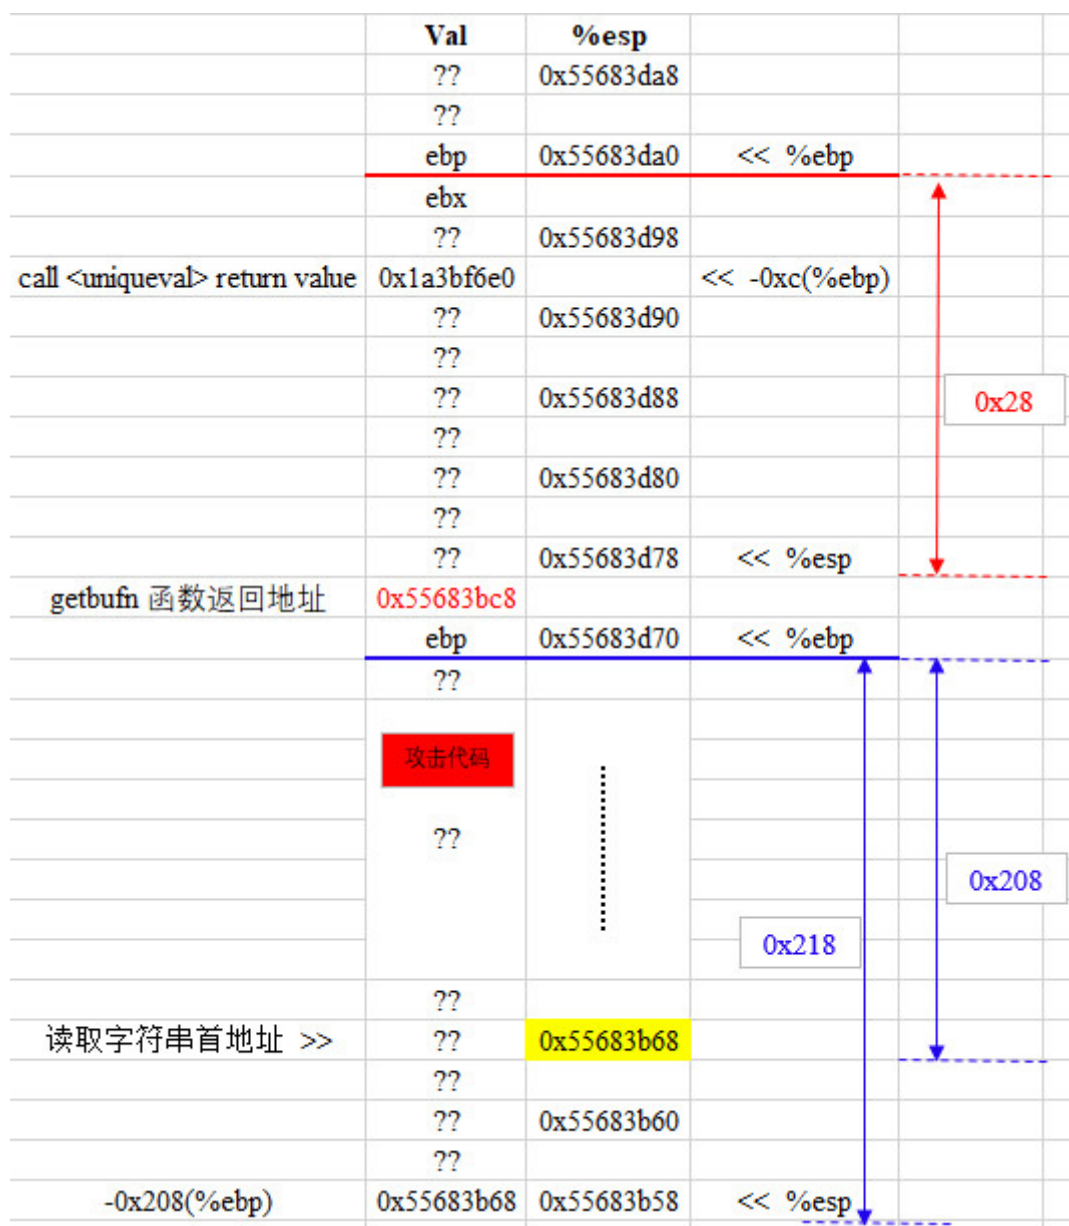 Val %esp
?? 0x55683da8
??
ebp 0x55683da0 << %ebp
ebx
?? 0x55683d98
call <uniqueval> return value 0x1a3bf6e0 << -0xc(%ebp)
?? 0x55683d90
??
?? 0x55683d88
0x28
??
?? 0x55683d80
??
?? 0x55683d78 << %esp
getbufn 函数返回地址 0x55683bc8
ebp 0x55683d70 << %ebp
??
攻击代码
??
0x208
0x218
??
读取字符串首地址 >> ?? 0x55683b68
??
?? 0x55683b60
??
-0x208(%ebp) 0x55683b68 0x55683b58 << %esp